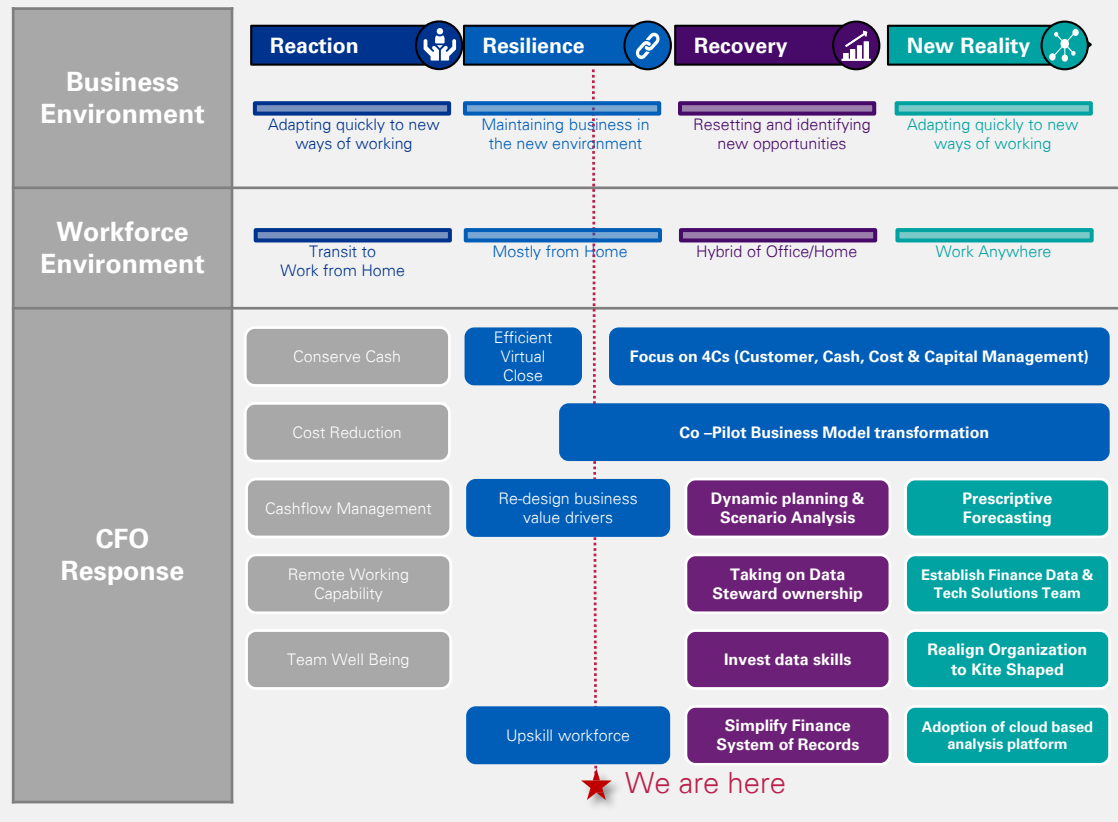 Reaction
Resilience
Recovery
New Reality
Business
Environment
Adapting quickly to new
ways of working
Maintaining business in
the new environment
Resetting and identifying
new opportunities
Adapting quickly to new
ways of working
Workforce
Environment
Transit to
Work from Home
Mostly from Home
Hybrid of Office/Home
Work Anywhere
CFO
Response
Conserve Cash
Efficient
Virtual
Close
Focus on 4Cs (Customer, Cash, Cost & Capital Management)
Cost Reduction
Co –Pilot Business Model transformation
Cashflow Management
Re-design business
value drivers
Dynamic planning &
Scenario Analysis
Prescriptive
Forecasting
Remote Working
Capability
Taking on Data
Steward ownership
Establish Finance Data &
Tech Solutions Team
Team Well Being
Invest data skills
Realign Organization
to Kite Shaped
Upskill workforce
Simplify Finance
System of Records
Adoption of cloud based
analysis platform
We are here